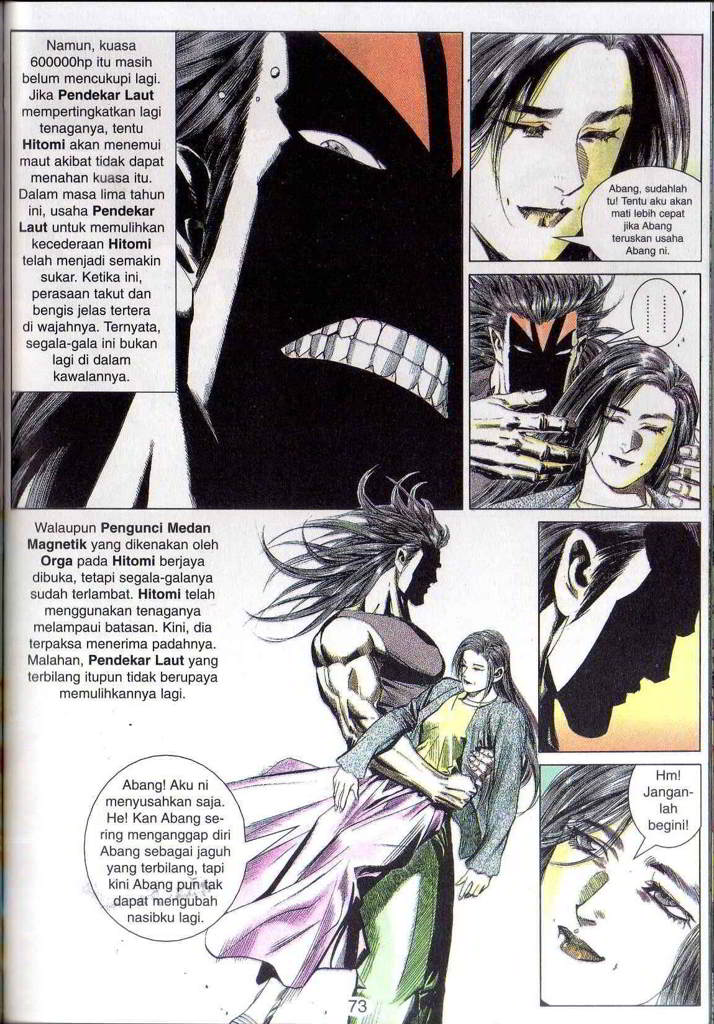 Namun, kuasa
600000hp itu masih
belum mencukupi lagi.
Jika Pendekar Laut
mempertingkatkan lagi
tenaganya, tentu
Hitomi akan menemui
maut akibat tidak dapat
menahan kuasa itu.
Dalam masa lima tahun
ini, usaha Pendekar
Laut untuk memulihkan
kecederaan Hitomi
telah menjadi semakin
sukar. Ketika ini,
perasaan takut dan
bengis jelas tertera
di wajahnya. Ternyata,
segala-gala ini bukan
lagi di dalam
kawalannya.
Abang, sudahlah
tu! Tentu aku akan
mati lebih cepat
jika Abang
teruskan usaha
Abang ni.
Walaupun Pengunci Medan
Magnetik yang dikenakan oleh
Orga pada Hitomi berjaya
dibuka, tetapi segala-galanya
sudah terlambat. Hitomi telah
menggunakan tenaganya
melampaui batasan. Kini, dia
terpaksa menerima padahnya.
Malahan, Pendekar Laut yang
terbilang itupun tidak berupaya
memulihkannya lagi.
Abang! Aku ni
menyusahkan saja.
He! Kan Abang se-
ring menganggap diri
Abang sebagai jaguh
yang terbilang, tapi
kini Abang pun tak
dapat mengubah
nasibku lagi.
Hm!
Jangan-
lah
begini!
73